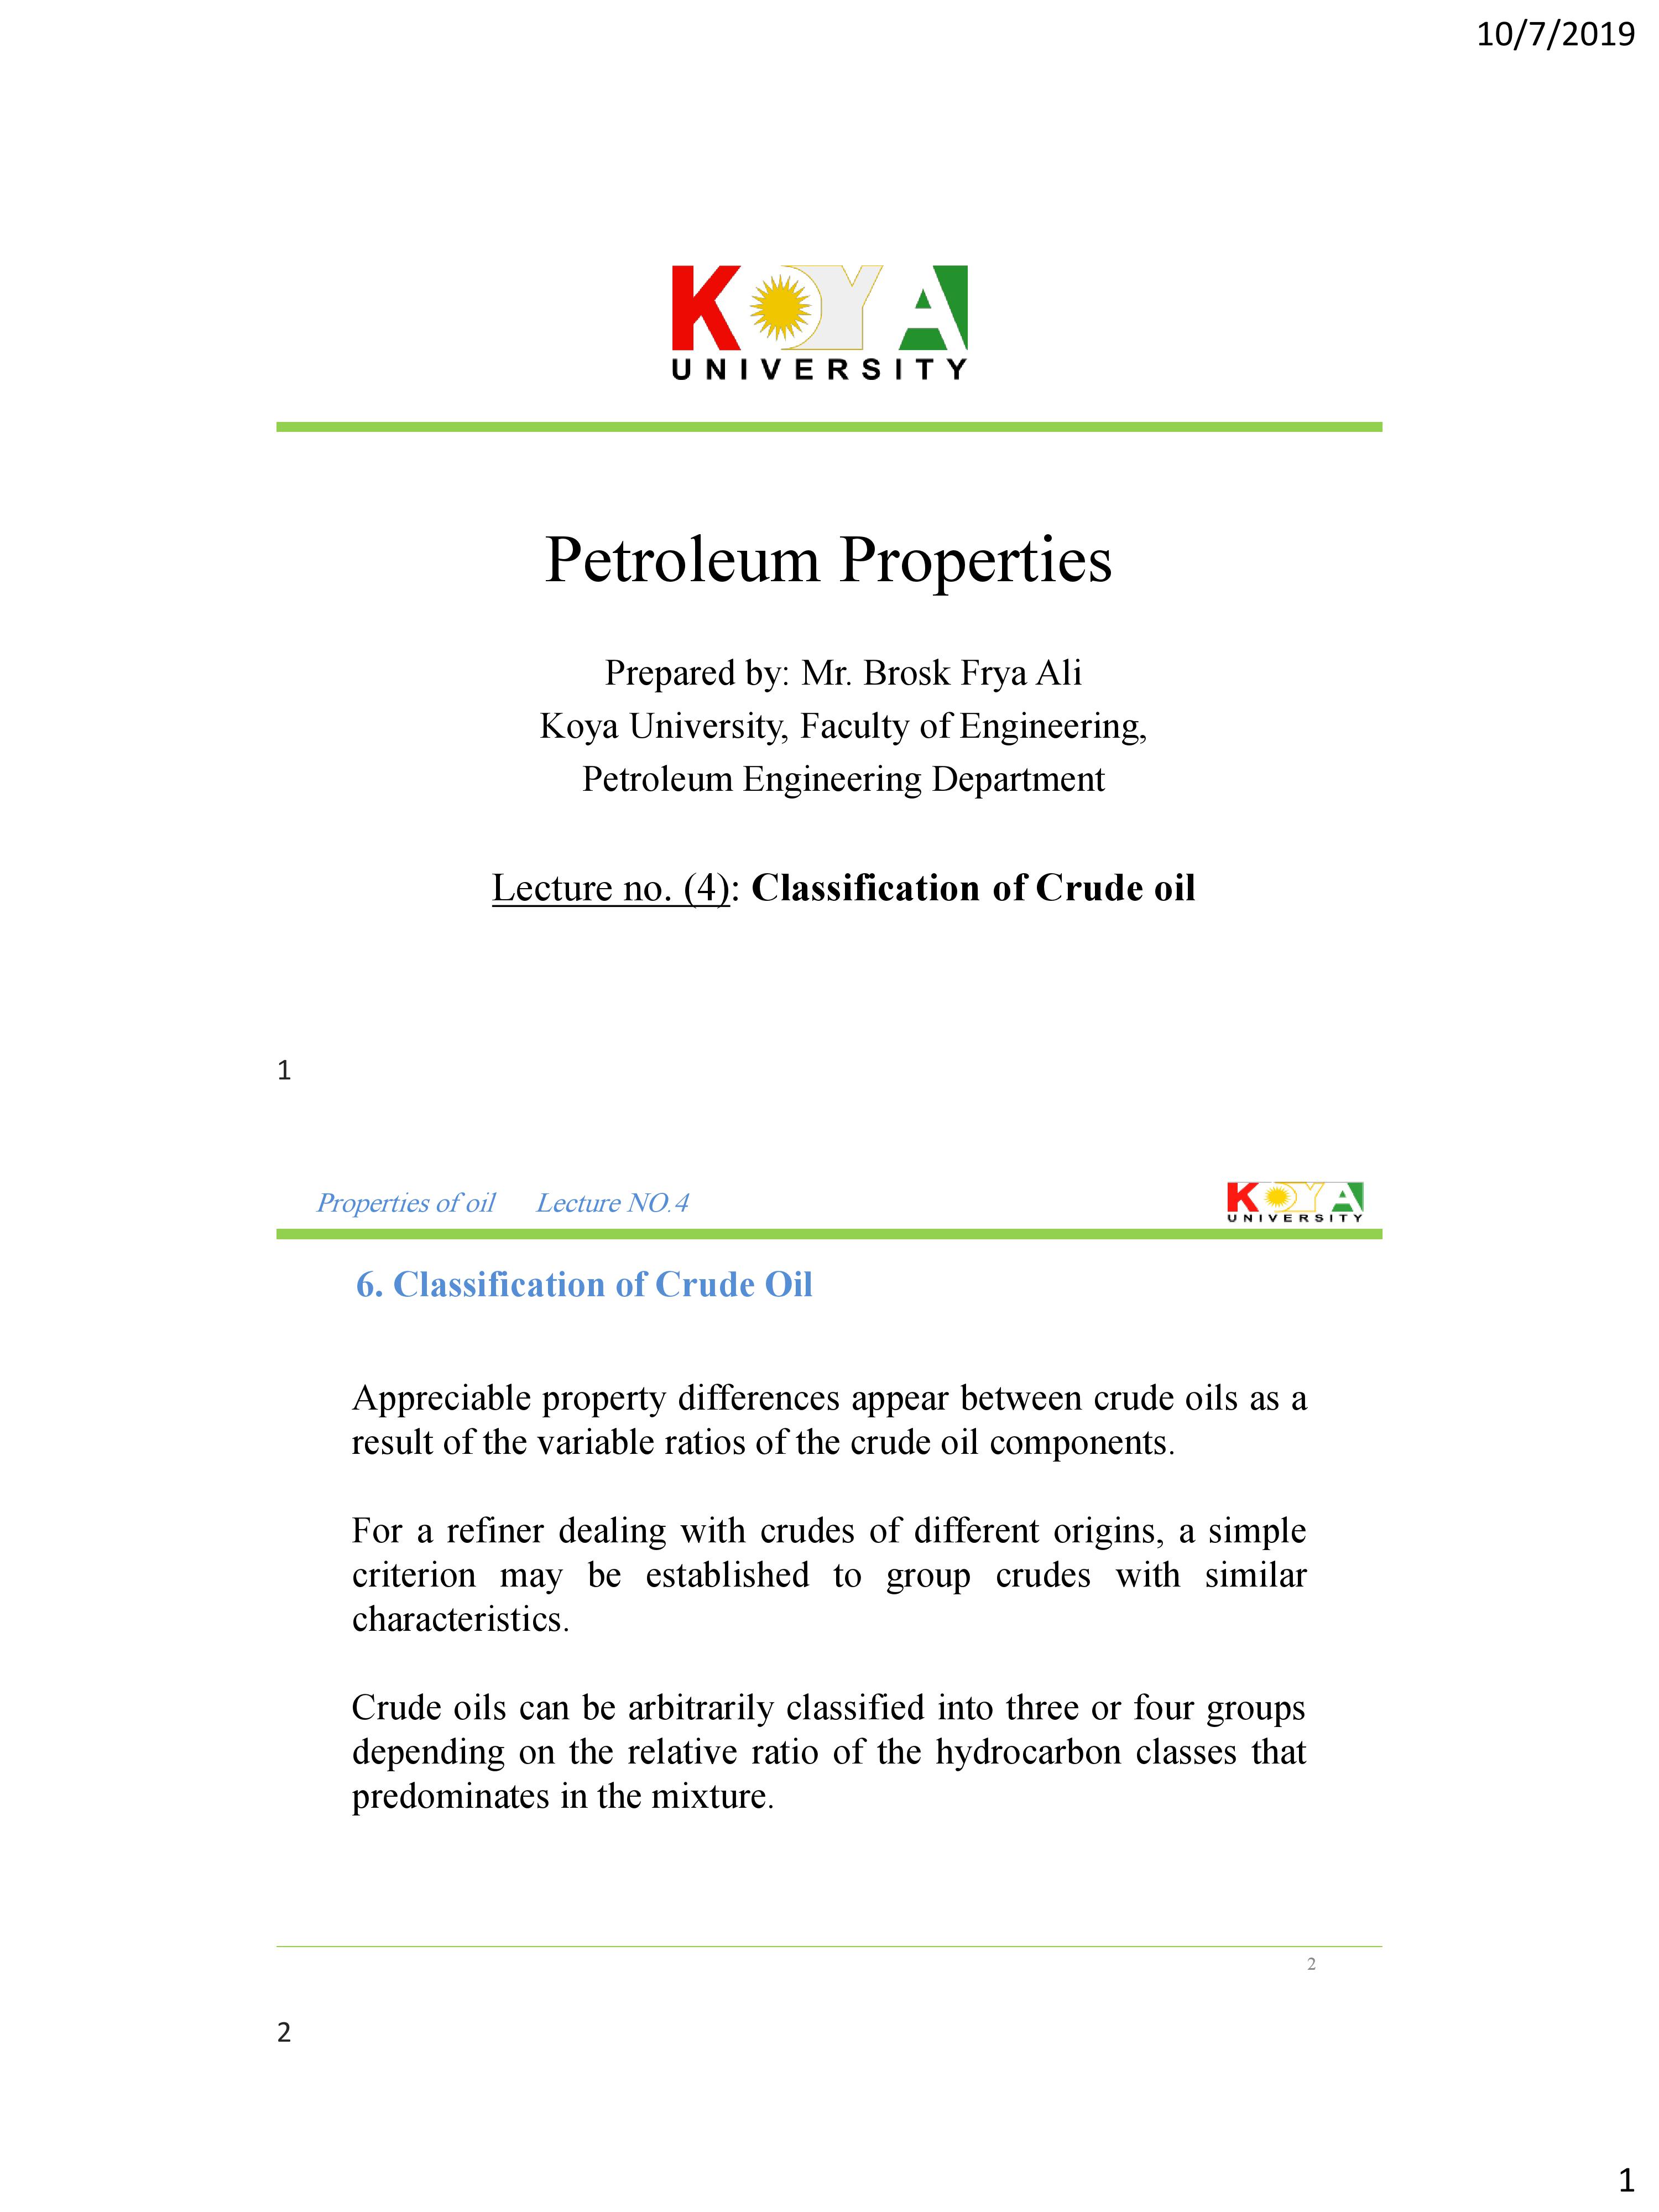 10/7/2019
KOYA
UNIVERSITY
Petroleum Properties
Prepared by: Mr. Brosk Frya Ali
Koya University, Faculty of Engineering,
Petroleum Engineering Department
Lecture no. (4): Classification of Crude oil
1
Properties of oil Lecture NO.4
KOYA
UNIVERSITY
6. Classification of Crude Oil
Appreciable property differences appear between crude oils as a
result of the variable ratios of the crude oil components.
For a refiner dealing with crudes of different origins, a simple
criterion may be established to group crudes with similar
characteristics.
Crude oils can be arbitrarily classified into three or four groups
depending on the relative ratio of the hydrocarbon classes that
predominates in the mixture.
2
2
1